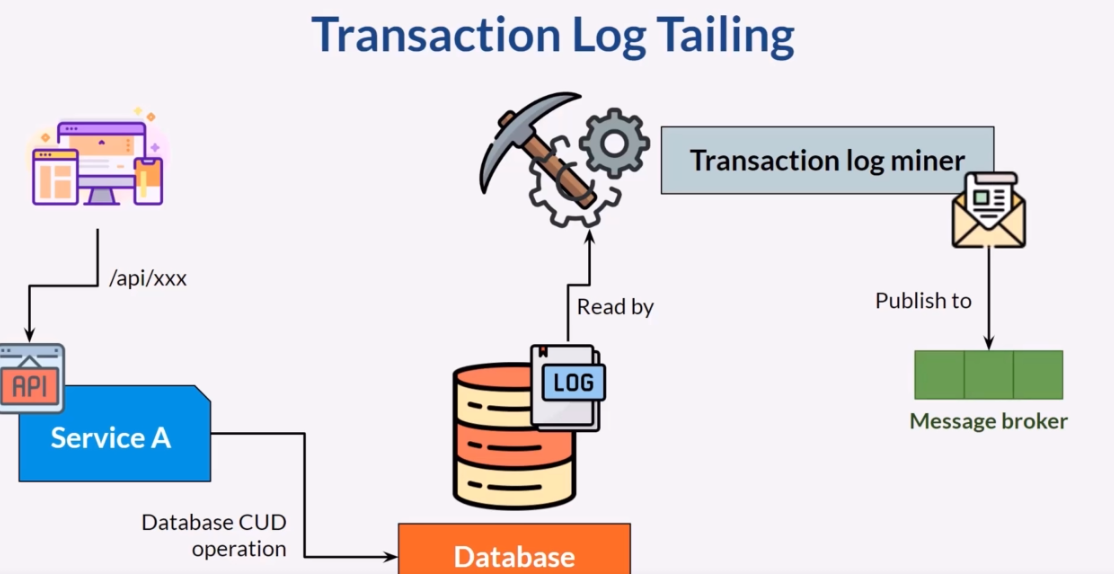 Transaction Log Tailing
Transaction log miner
/api/xxx
Publish to
Read by
API
LOG
Service A
Message broker
Database CUD
operation
Database